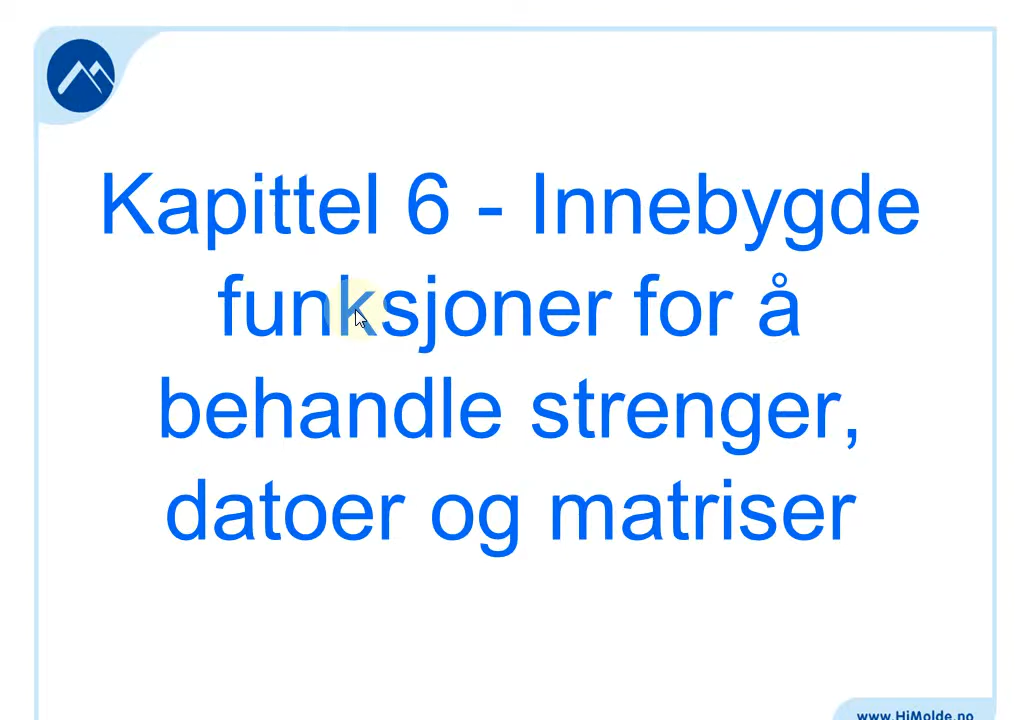 Kapittel 6 - Innebygde
funksjoner for å
behandle strenger,
datoer og matriser
www.HiMolde.no